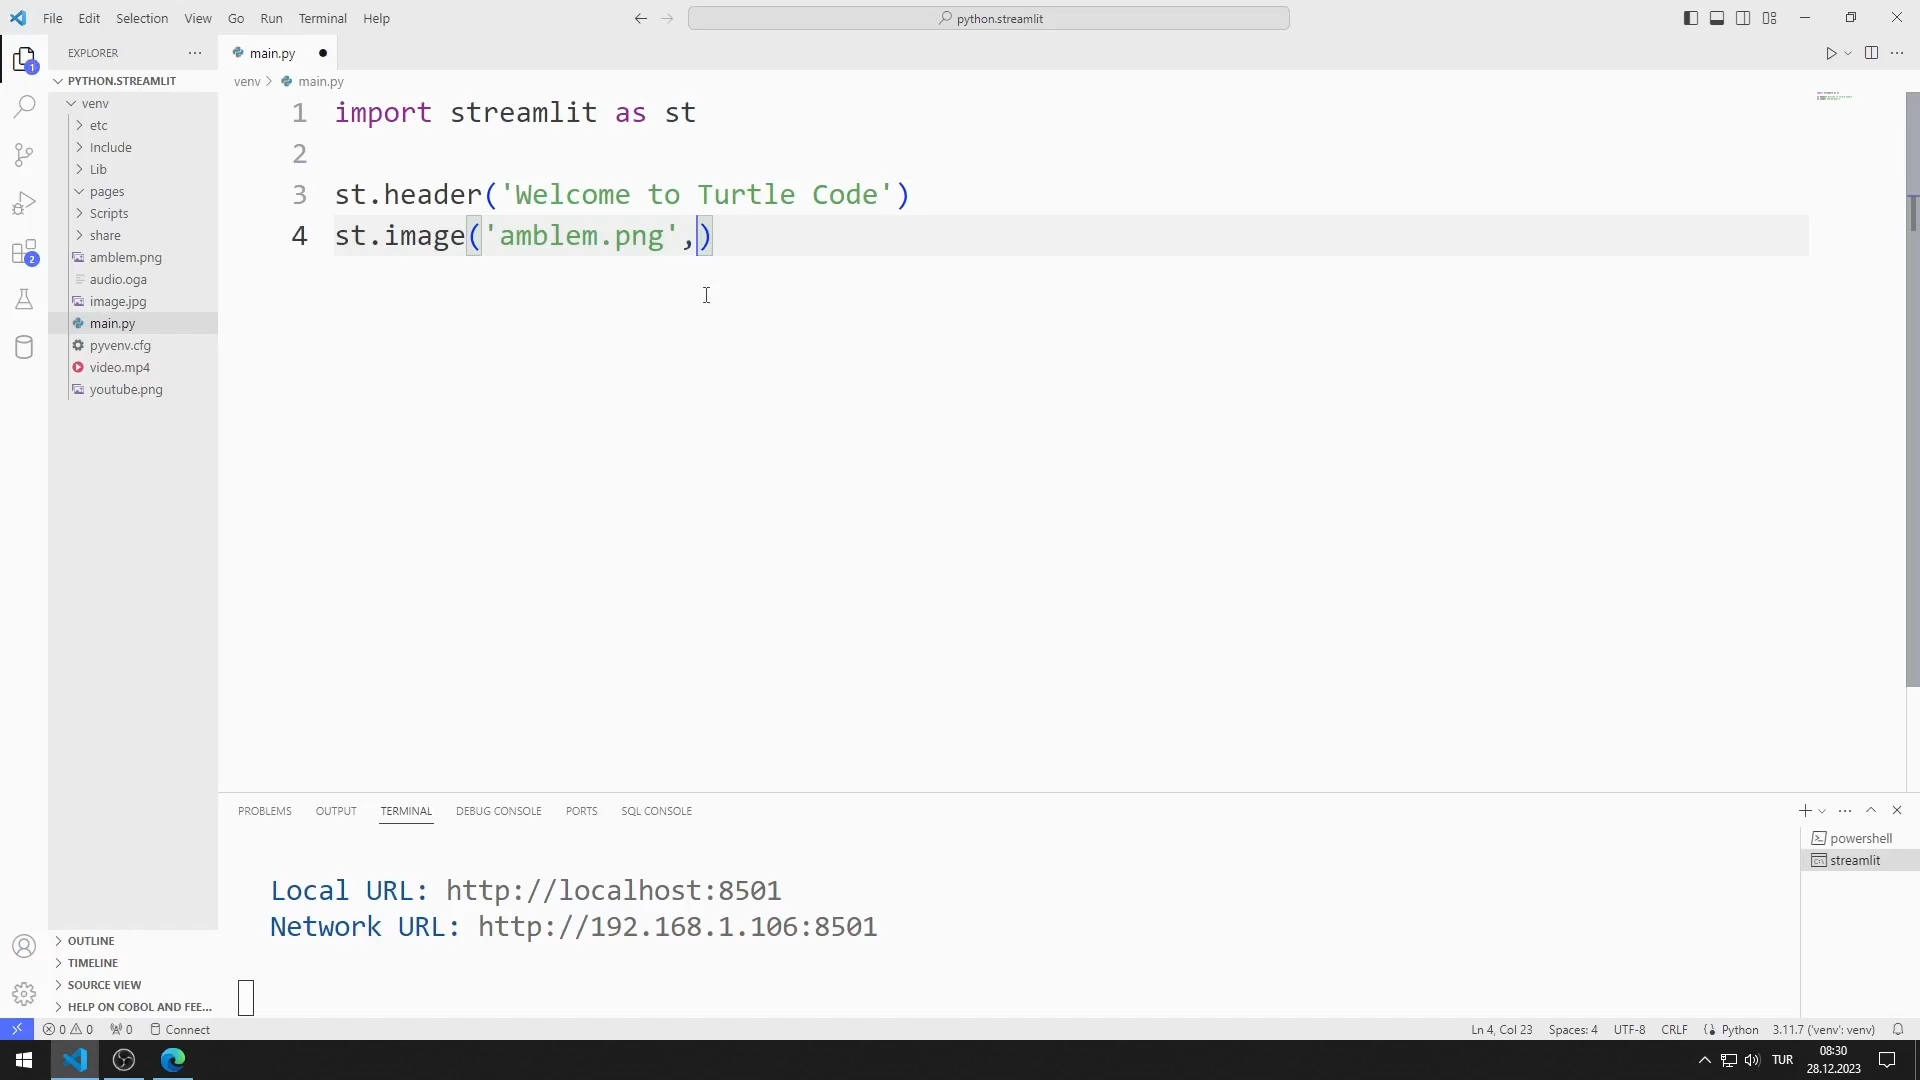 File Edit Selection View Go Run Terminal Help
python.streamlit
EXPLORER
main.py
1
PYTHON.STREAMLIT
venv
etc
Include
Lib
pages
Scripts
share
amblem.png
audio.oga
image.jpg
main.py
pyvenv.cfg
video.mp4
youtube.png
2
venv > main.py
1 import streamlit as st
2
3 st.header('Welcome to Turtle Code')
4 st.image('amblem.png',)
PROBLEMS OUTPUT TERMINAL DEBUG CONSOLE PORTS SQL CONSOLE
powershell
streamlit
Local URL: http://localhost:8501
Network URL: http://192.168.1.106:8501
OUTLINE
TIMELINE
SOURCE VIEW
HELP ON COBOL AND FEE...
0 0 0 Connect
Ln 4, Col 23 Spaces: 4 UTF-8 CRLF Python 3.11.7 ('venv': venv)
TUR
08:30
28.12.2023